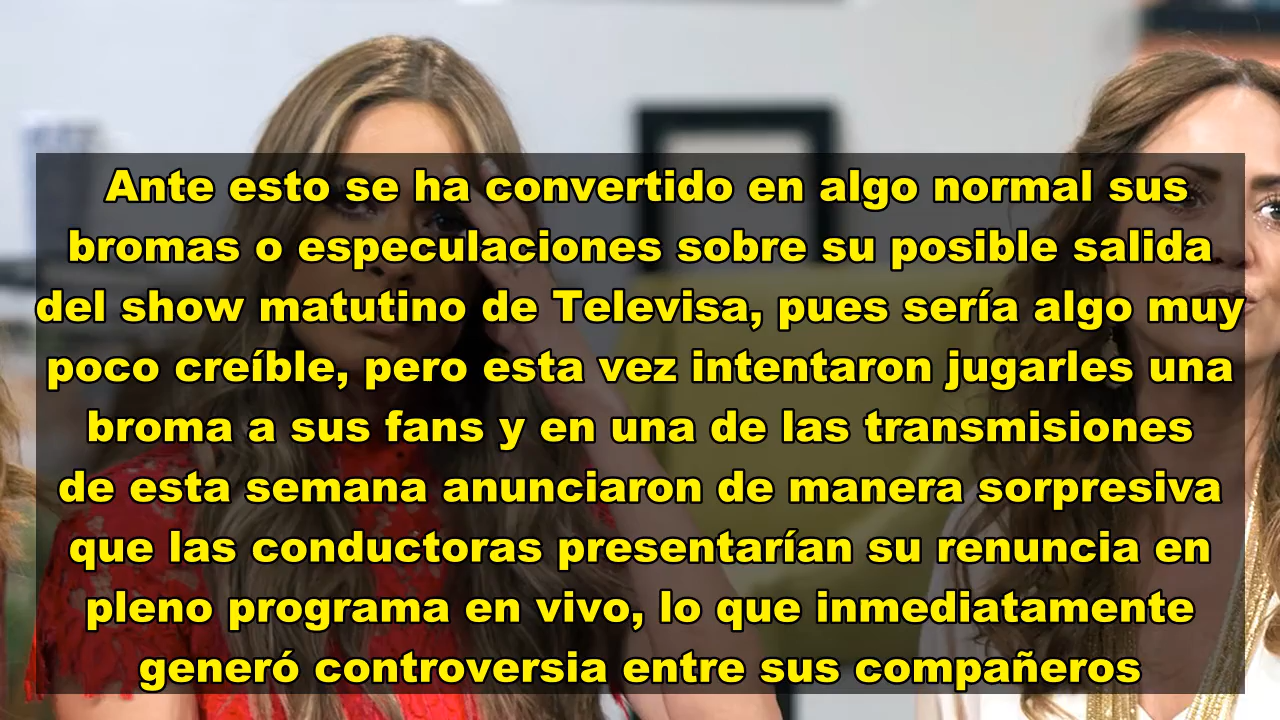 Ante esto se ha convertido en algo normal sus
bromas o especulaciones sobre su posible salida
del show matutino de Televisa, pues sería algo muy
poco creíble, pero esta vez intentaron jugarles una
broma a sus fans y en una de las transmisiones
de esta semana anunciaron de manera sorpresiva
que las conductoras presentarían su renuncia en
pleno programa en vivo, lo que inmediatamente
generó controversia entre sus compañeros